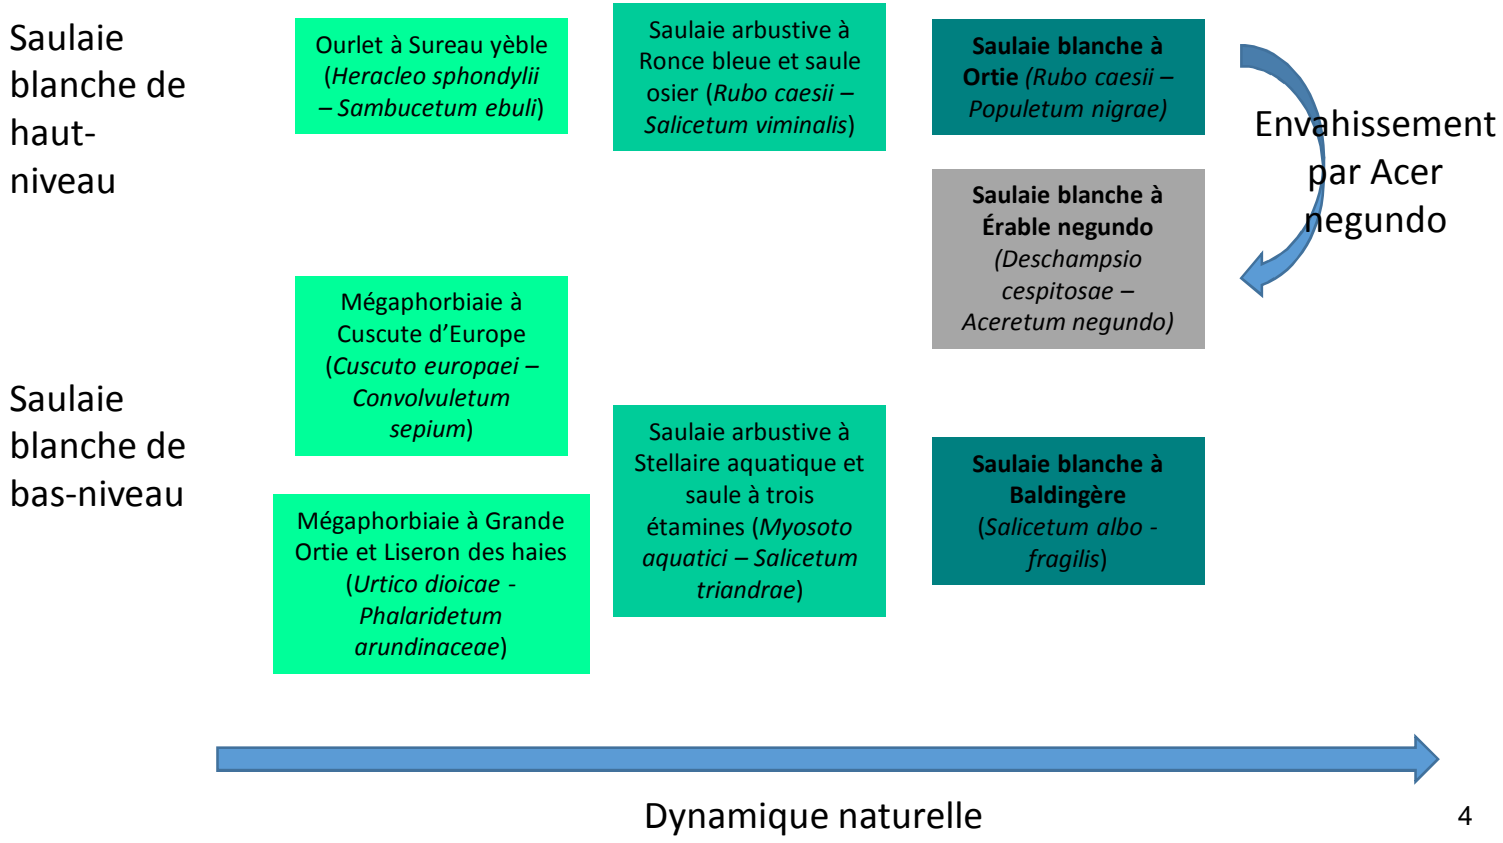 Saulaie
blanche de
haut-
niveau
Ourlet à Sureau yèble
(Heracleo sphondylii
– Sambucetum ebuli)
Saulaie arbustive à
Ronce bleue et saule
osier (Rubo caesii –
Salicetum viminalis)
Saulaie blanche à
Ortie (Rubo caesii –
Populetum nigrae)
Envahissement
par Acer
negundo
Saulaie blanche à
Érable negundo
(Deschampsio
cespitosae –
Aceretum negundo)
Saulaie
blanche de
bas-niveau
Mégaphorbiaie à
Cuscute d’Europe
(Cuscuto europaei –
Convolvuletum
sepium)
Mégaphorbiaie à Grande
Ortie et Liseron des haies
(Urtico dioicae -
Phalaridetum
arundinaceae)
Saulaie arbustive à
Stellaire aquatique et
saule à trois
étamines (Myosoto
aquatici – Salicetum
triandrae)
Saulaie blanche à
Baldingère
(Salicetum albo -
fragilis)
Dynamique naturelle
4